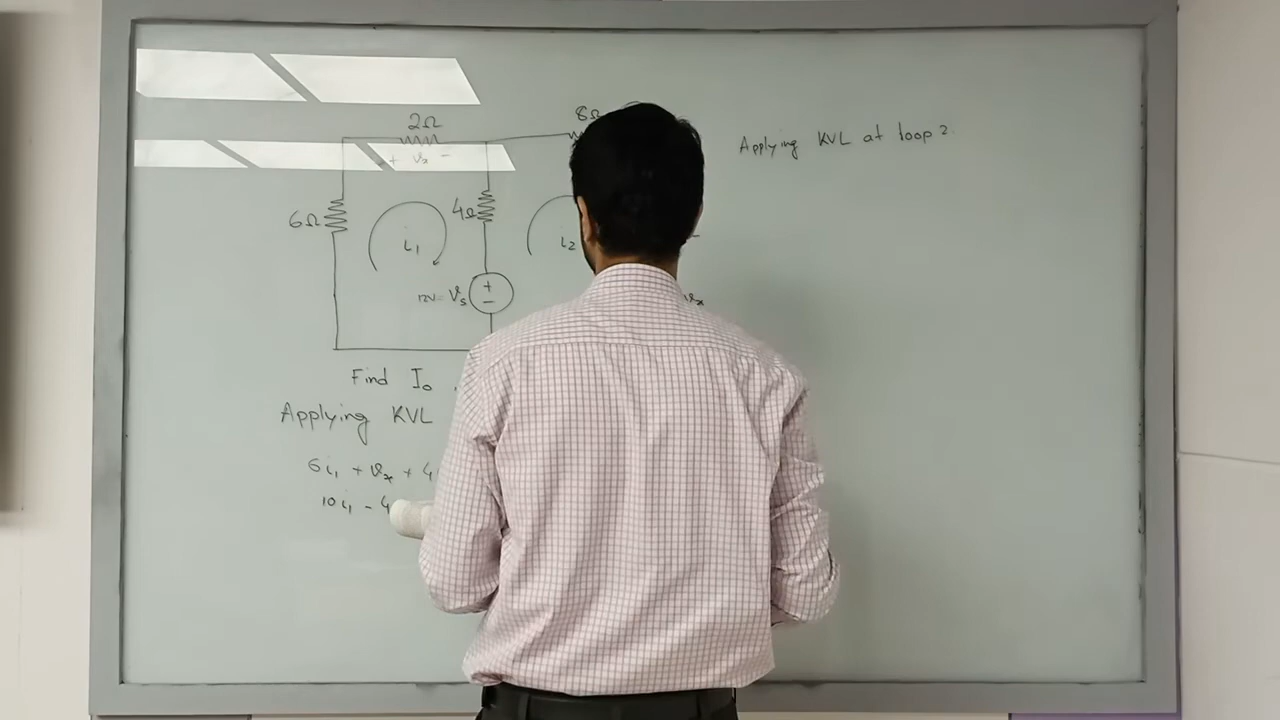 2Ω
8Ω
Applying KVL at loop 2.
+ vx -
6Ω
4Ω
i1
i2
+
12V = Vs
-
vx
Find Io
Applying KVL
6i1 + vx + 4
10i1 - 4